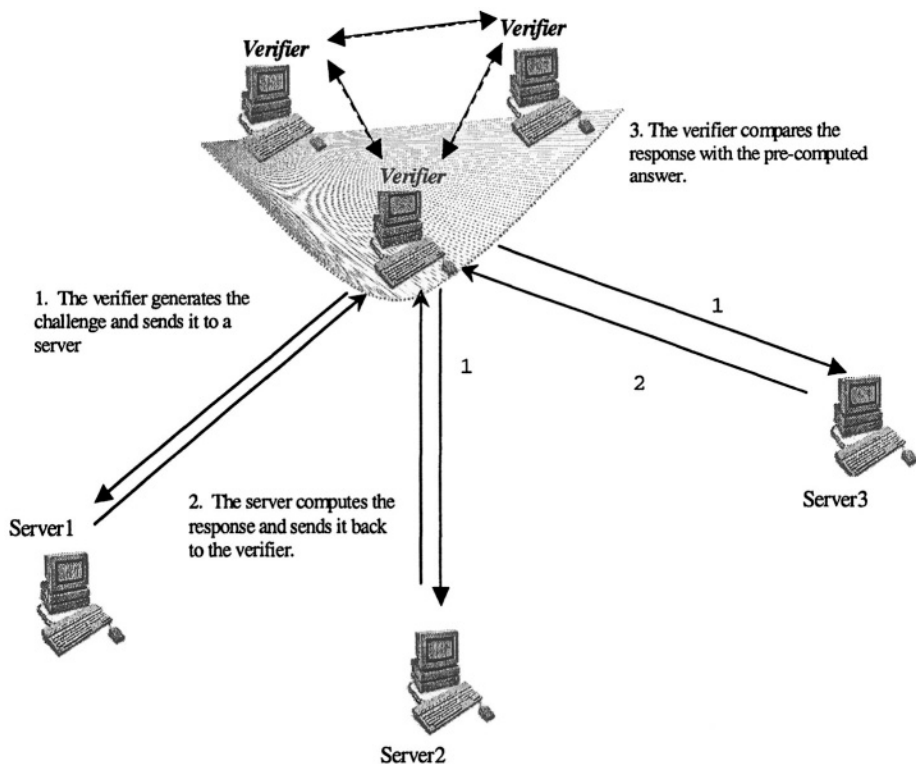 Verifier
Verifier
Verifier
3. The verifier compares the
response with the pre-computed
answer.
1. The verifier generates the
challenge and sends it to a
server
1
1
2
2. The server computes the
response and sends it back
to the verifier.
Server1
Server3
Server2